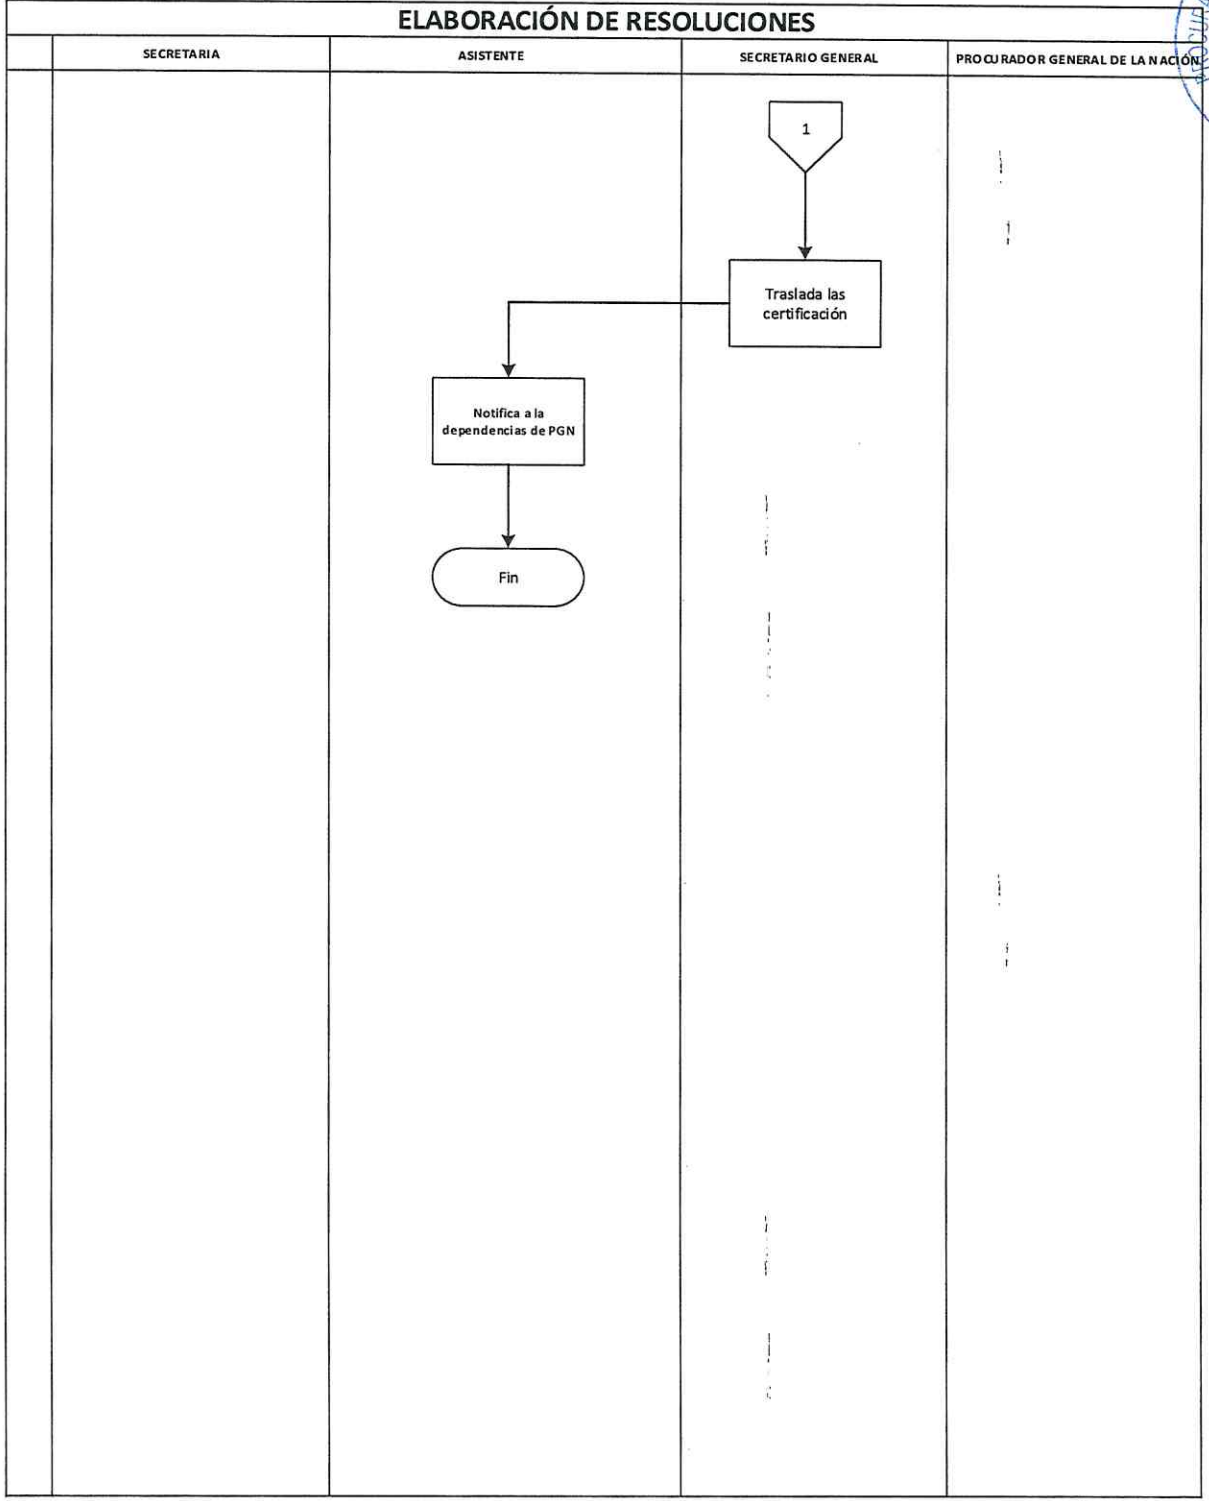 ELABORACIÓN DE RESOLUCIONES
SECRETARIA
ASISTENTE
SECRETARIO GENERAL
PROCURADOR GENERAL DE LA NACIÓN
1
Traslada las
certificación
Notifica a la
dependencias de PGN
Fin